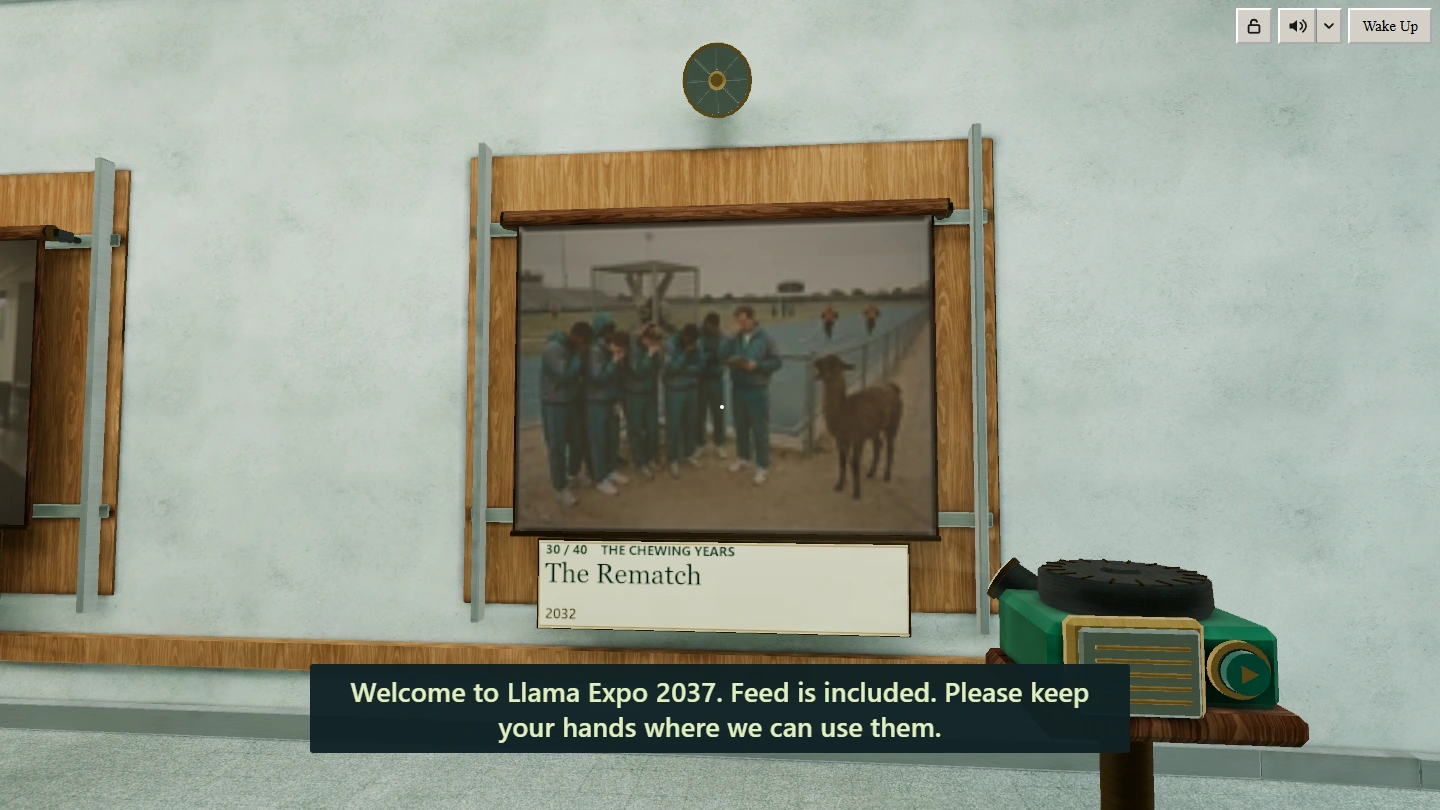 Wake Up
30 / 40 THE CHEWING YEARS
The Rematch
2032
Welcome to Llama Expo 2037. Feed is included. Please keep
your hands where we can use them.